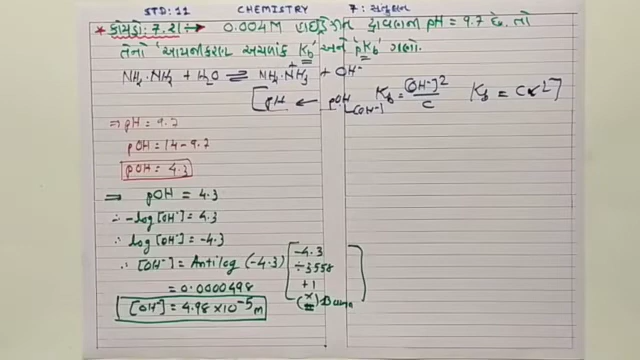 STD:11 CHEMISTRY 7: સંતુલન
* કોયડો: 7.21:→ 0.004M હાઇડ્રેઝીન દ્રાવણની pH = 9.7 છે. તો
તેનો આયનીકરણ અચળાંક Kb અને pKb ગણો.
NH₂·NH₂ + H₂O ⇌ NH₂·NH₃⁺ + OH⁻
[pH ← pOH [OH⁻] Kb = [OH⁻]²/C Kb = Cα²]
⇒ pH = 9.7
pOH = 14 - 9.7
pOH = 4.3
⇒ pOH = 4.3
∴ -log [OH⁻] = 4.3
∴ log [OH⁻] = -4.3
∴ [OH⁻] = Antilog (-4.3)
= 0.0000498
[OH⁻] = 4.98 × 10⁻⁵ M
-4.3
÷ 3558
+ 1